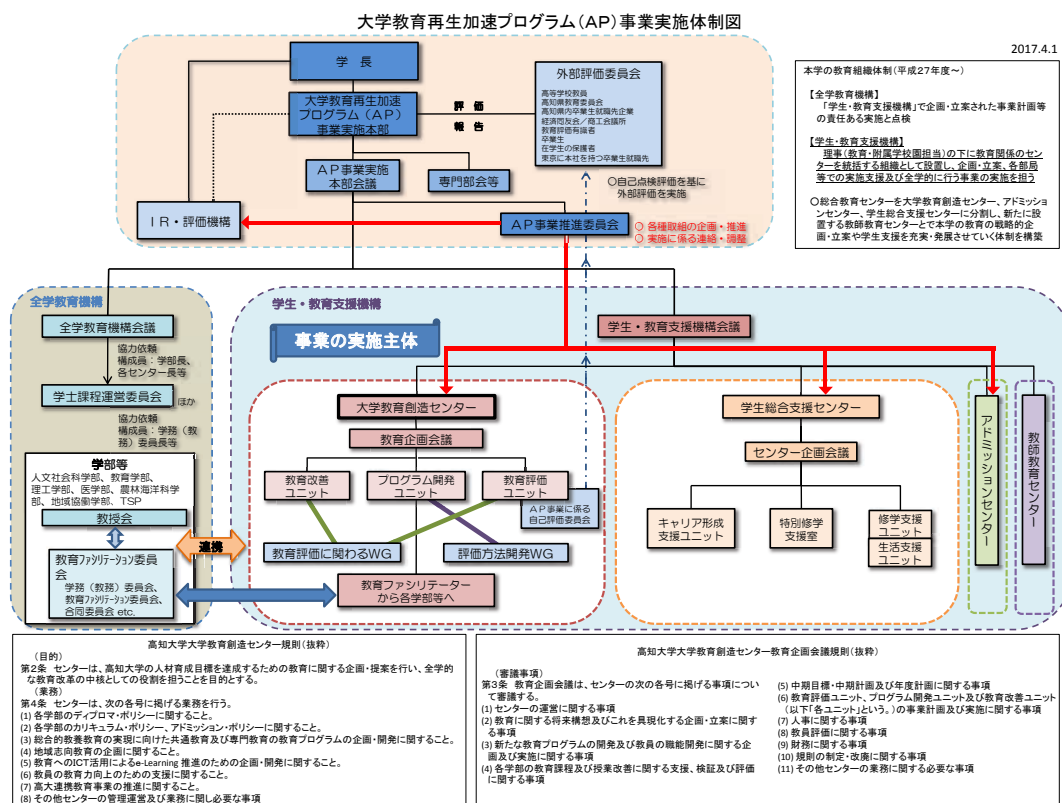 大学教育再生加速プログラム(AP)事業実施体制図
2017.4.1
学 長
大学教育再生加速
プログラム(AP)
事業実施本部
評 価
報 告
外部評価委員会
高等学校教員
高知県教育委員会
高知県内卒業生就職先企業
経済同友会/商工会議所
教育評価有識者
卒業生
在学生の保護者
東京に本社を持つ卒業生就職先
AP事業実施
本部会議
専門部会等
〇自己点検評価を基に
外部評価を実施
IR・評価機構
AP事業推進委員会
〇 各種取組の企画・推進
〇 実施に係る連絡・調整
本学の教育組織体制(平成27年度~)
【全学教育機構】
「学生・教育支援機構」で企画・立案された事業計画等
の責任ある実施と点検
【学生・教育支援機構】
理事(教育・附属学校園担当)の下に教育関係のセン
ターを統括する組織として設置し、企画・立案、各部局
等での実施支援及び全学的に行う事業の実施を担う
〇総合教育センターを大学教育創造センター、アドミッシ
ョンセンター、学生総合支援センターに分割し、新たに設
置する教師教育センターとで本学の教育の戦略的企
画・立案や学生支援を充実・発展させていく体制を構築
全学教育機構
全学教育機構会議
協力依頼
構成員:学部長、
各センター長等
学士課程運営委員会
ほか
協力依頼
構成員:学務(教
務)委員長等
学部等
人文社会科学部、教育学部、
理工学部、医学部、農林海洋科学
部、地域協働学部、TSP
教授会
教育ファシリテーション委員
会
学務(教務)委員会、
教育ファシリテーション委員会、
合同委員会 etc.
連携
学生・教育支援機構
事業の実施主体
学生・教育支援機構会議
大学教育創造センター
教育企画会議
教育改善
ユニット
プログラム開発
ユニット
教育評価
ユニット
AP事業に係る
自己評価委員会
教育評価に関わるWG
評価方法開発WG
教育ファシリテーター
から各学部等へ
学生総合支援センター
センター企画会議
キャリア形成
支援ユニット
特別修学
支援室
修学支援
ユニット
生活支援
ユニット
アドミッションセンター
教師教育センター
高知大学大学教育創造センター規則(抜粋)
(目的)
第2条 センターは、高知大学の人材育成目標を達成するための教育に関する企画・提案を行い、全学的
な教育改革の中核としての役割を担うことを目的とする。
(業務)
第4条 センターは、次の各号に掲げる業務を行う。
(1) 各学部のディプロマ・ポリシーに関すること。
(2) 各学部のカリキュラム・ポリシー、アドミッション・ポリシーに関すること。
(3) 総合的教養教育の実現に向けた共通教育及び専門教育の教育プログラムの企画・開発に関すること。
(4) 地域志向教育の企画に関すること。
(5) 教育へのICT活用によるe-Learning 推進のための企画・開発に関すること。
(6) 教員の教育力向上のための支援に関すること。
(7) 高大連携教育事業の推進に関すること。
(8) その他センターの管理運営及び業務に関し必要な事項
高知大学大学教育創造センター教育企画会議規則(抜粋)
(審議事項)
第3条 教育企画会議は、センターの次の各号に掲げる事項につい
て審議する。
(1) センターの運営に関する事項
(2) 教育に関する将来構想及びこれを具現化する企画・立案に関す
る事項
(3) 新たな教育プログラムの開発及び教員の職能開発に関する企
画及び実施に関する事項
(4) 各学部の教育課程及び授業改善に関する支援、検証及び評価
に関する事項
(5) 中期目標・中期計画及び年度計画に関する事項
(6) 教育評価ユニット、プログラム開発ユニット及び教育改善ユニット
(以下「各ユニット」という。)の事業計画及び実施に関する事項
(7) 人事に関する事項
(8) 教員評価に関する事項
(9) 財務に関する事項
(10) 規則の制定・改廃に関する事項
(11) その他センターの業務に関する必要な事項